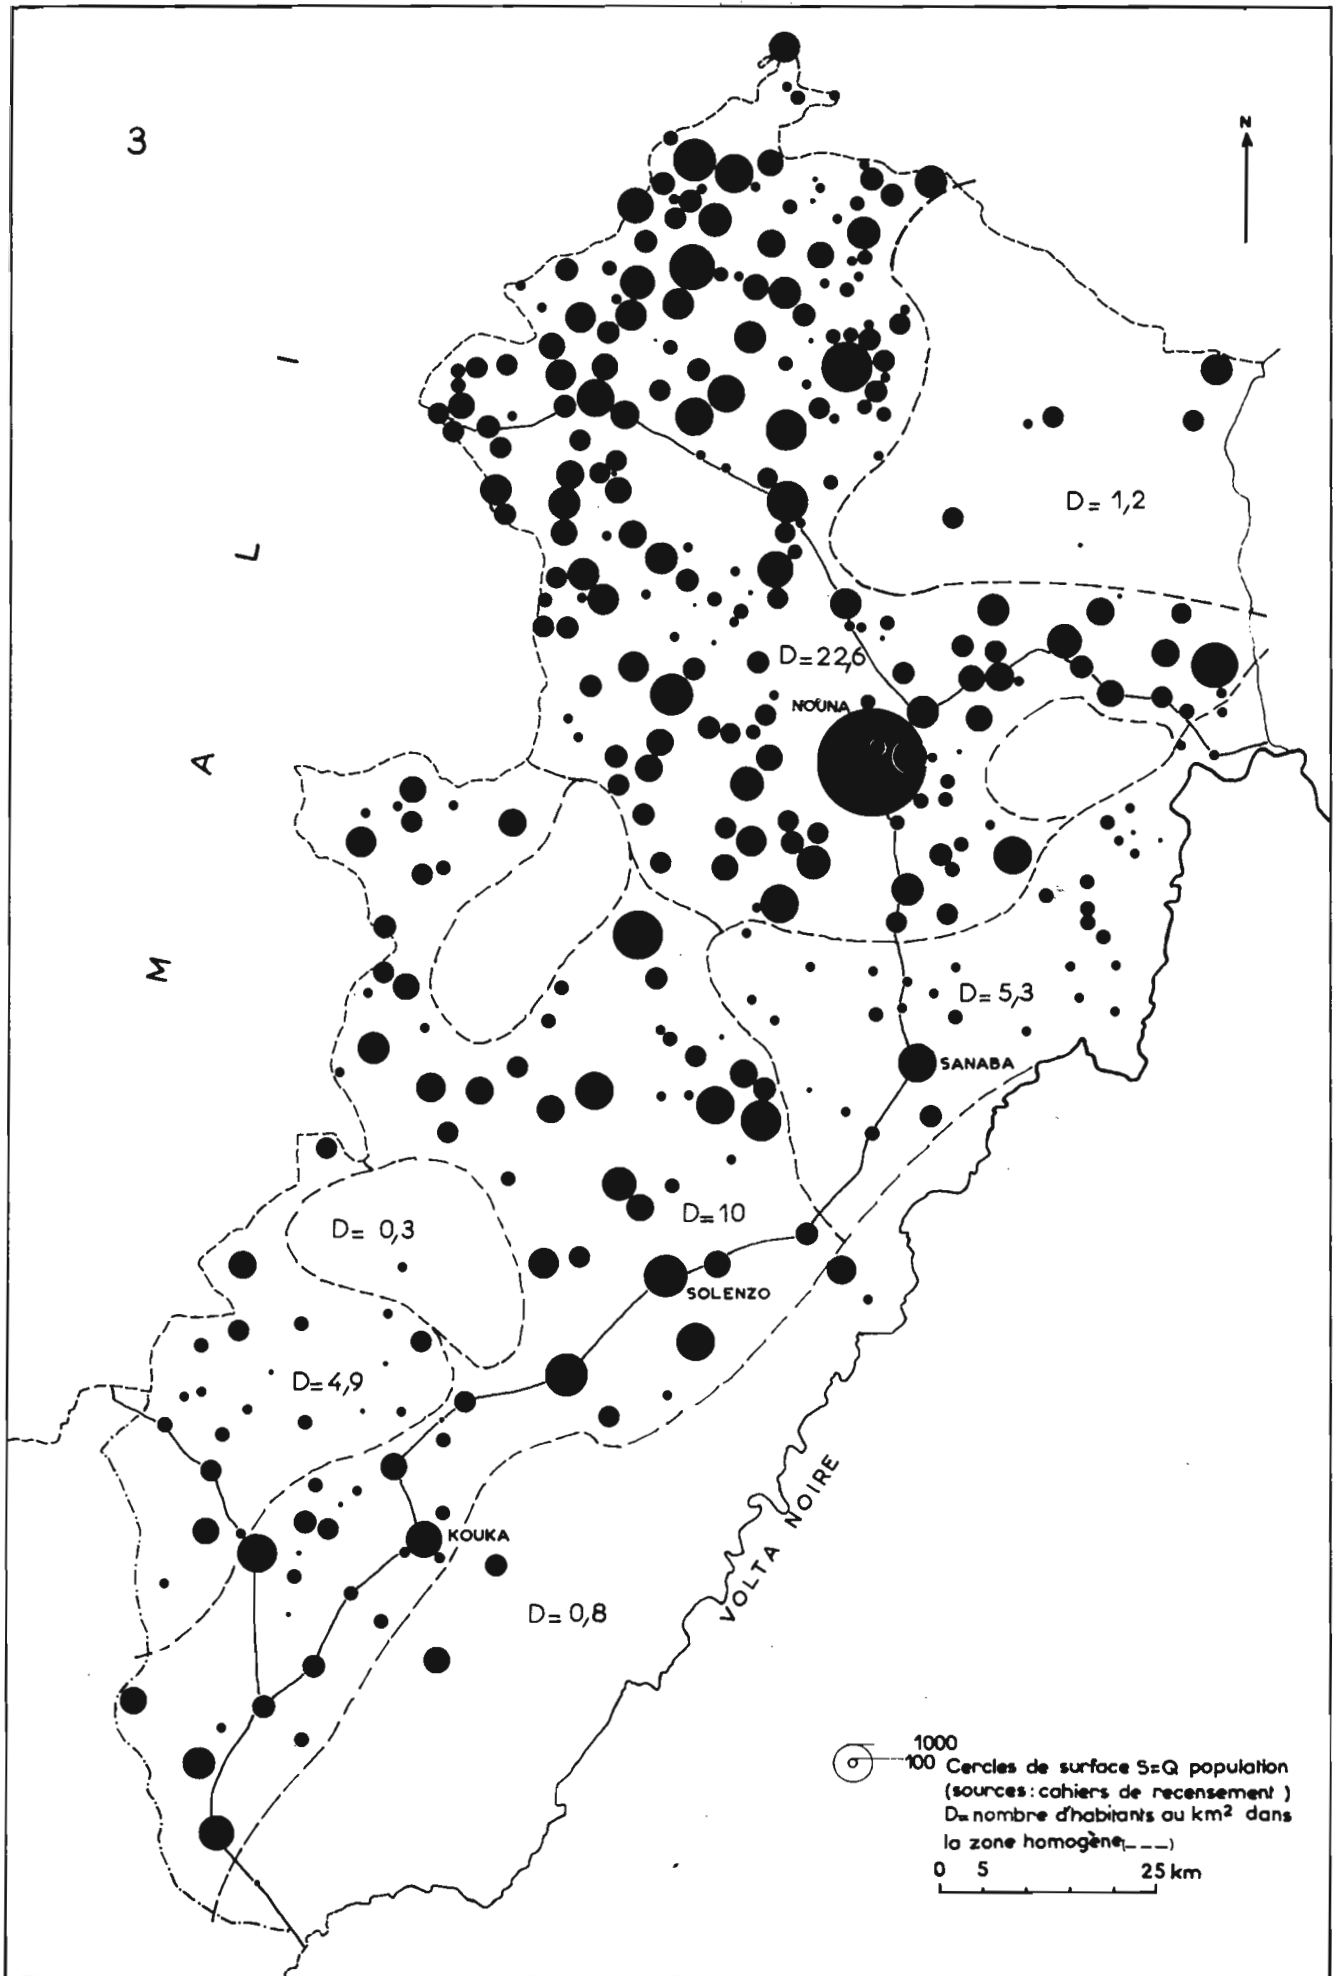 3
N
MALI
D= 1,2
D=22,6
NOUNA
D=5,3
SANABA
D=10
D= 0,3
SOLENZO
D=4,9
KOUKA
D=0,8
VOLTA NOIRE
1000
100
Cercles de surface S=Q population
(sources: cahiers de recensement )
D= nombre d'habitants au km² dans
la zone homogène(---)
0 5 25 km